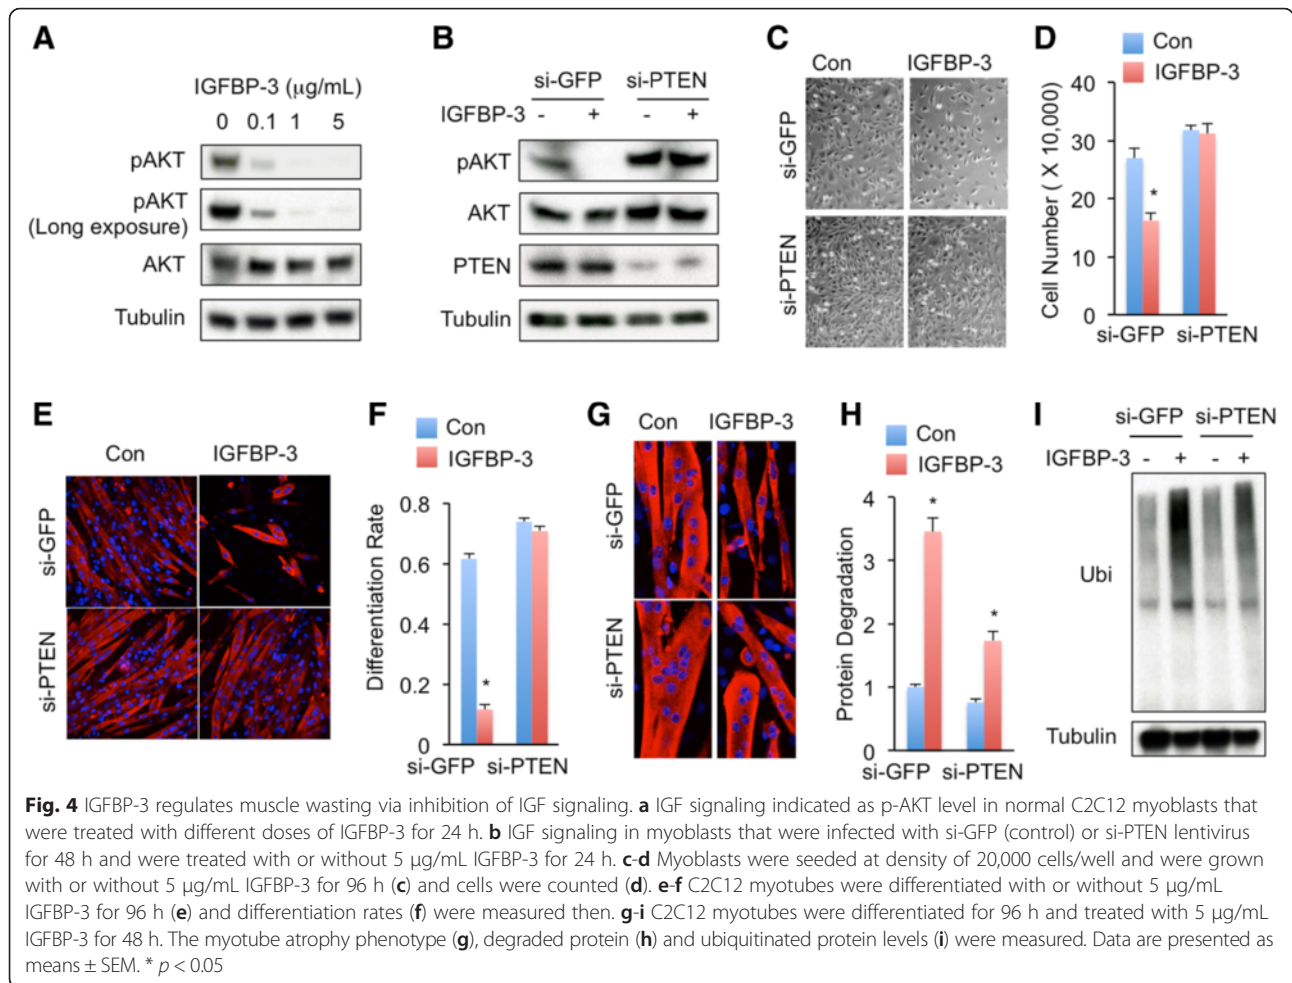 A
IGFBP-3 (μg/mL)
0 0.1 1 5
pAKT
pAKT
(Long exposure)
AKT
Tubulin
B
si-GFP si-PTEN
IGFBP-3 - + - +
pAKT
AKT
PTEN
Tubulin
C
Con IGFBP-3
si-GFP
si-PTEN
D
Con
IGFBP-3
Cell Number ( X 10,000)
40
30
20
10
0
*
si-GFP si-PTEN
E
Con IGFBP-3
si-GFP
si-PTEN
F
Con
IGFBP-3
Differentiation Rate
0.8
0.6
0.4
0.2
0
*
si-GFP si-PTEN
G
Con IGFBP-3
si-GFP
si-PTEN
H
Con
IGFBP-3
Protein Degradation
4
3
2
1
0
*
*
si-GFP si-PTEN
I
si-GFP si-PTEN
IGFBP-3 - + - +
Ubi
Tubulin
Fig. 4 IGFBP-3 regulates muscle wasting via inhibition of IGF signaling. a IGF signaling indicated as p-AKT level in normal C2C12 myoblasts that
were treated with different doses of IGFBP-3 for 24 h. b IGF signaling in myoblasts that were infected with si-GFP (control) or si-PTEN lentivirus
for 48 h and were treated with or without 5 μg/mL IGFBP-3 for 24 h. c-d Myoblasts were seeded at density of 20,000 cells/well and were grown
with or without 5 μg/mL IGFBP-3 for 96 h (c) and cells were counted (d). e-f C2C12 myotubes were differentiated with or without 5 μg/mL
IGFBP-3 for 96 h (e) and differentiation rates (f) were measured then. g-i C2C12 myotubes were differentiated for 96 h and treated with 5 μg/mL
IGFBP-3 for 48 h. The myotube atrophy phenotype (g), degraded protein (h) and ubiquitinated protein levels (i) were measured. Data are presented as
means ± SEM. * p < 0.05